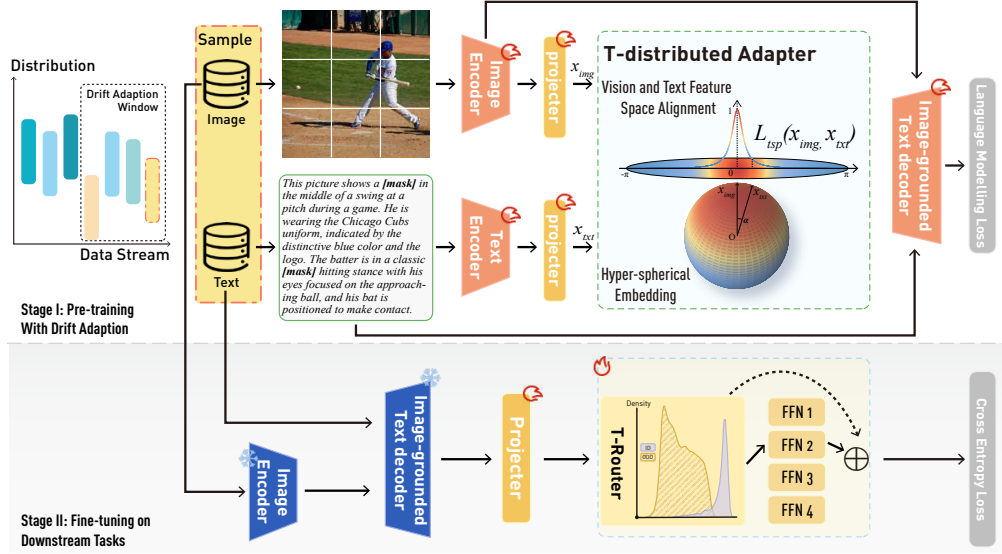 Distribution
Drift Adaption
Window
Data Stream
Sample
Image
Text
Stage I: Pre-training
With Drift Adaption
This picture shows a [mask] in
the middle of a swing at a
pitch during a game. He is
wearing the Chicago Cubs
uniform, indicated by the
distinctive blue color and the
logo. The batter is in a classic
[mask] hitting stance with his
eyes focused on the approach-
ing ball, and his bat is
positioned to make contact.
Image
Encoder
projecter
x_img
Text
Encoder
projecter
x_txt
T-distributed Adapter
Vision and Text Feature
Space Alignment
1
L_tsp(x_img, x_txt)
-π
0
π
x_img
x_txt
α
O
Hyper-spherical
Embedding
Image-grounded
Text decoder
Language Modelling Loss
Stage II: Fine-tuning on
Downstream Tasks
Image
Encoder
Image-grounded
Text decoder
Projecter
T-Router
Density
ID
OOD
FFN 1
FFN 2
FFN 3
FFN 4
Cross Entropy Loss